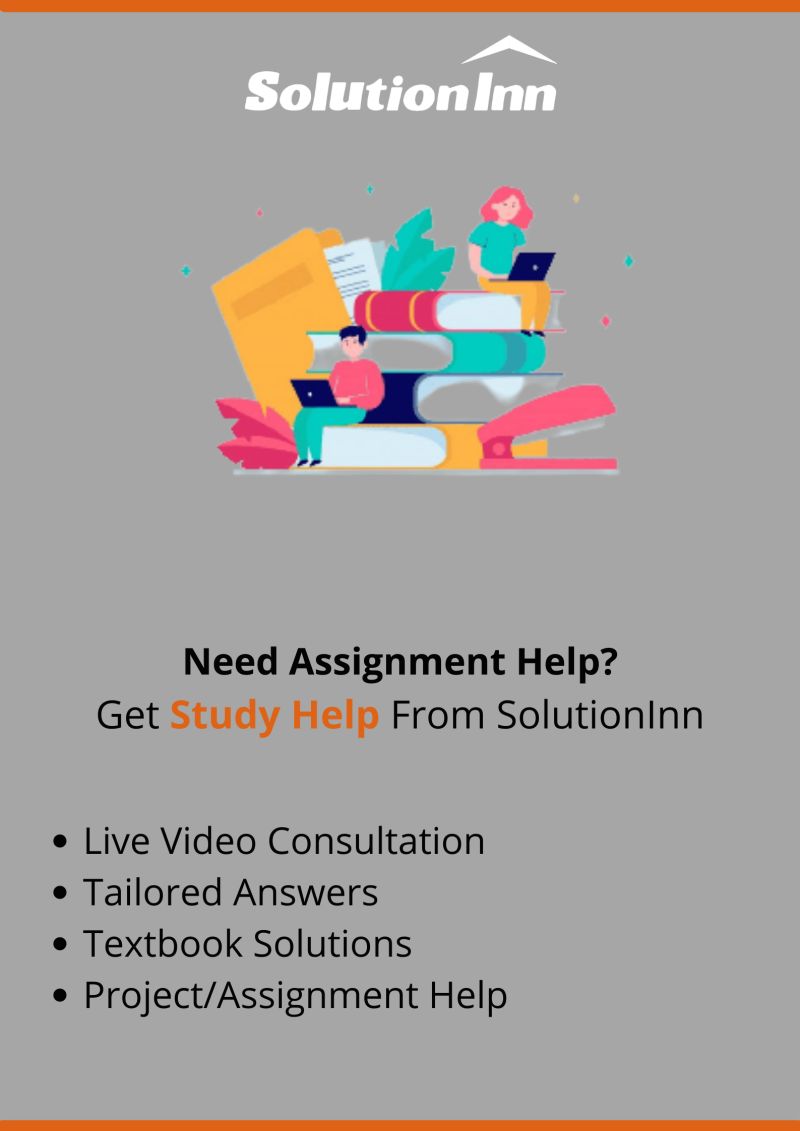 SolutionInn
Need Assignment Help?
Get Study Help From SolutionInn
• Live Video Consultation
• Tailored Answers
• Textbook Solutions
• Project/Assignment Help